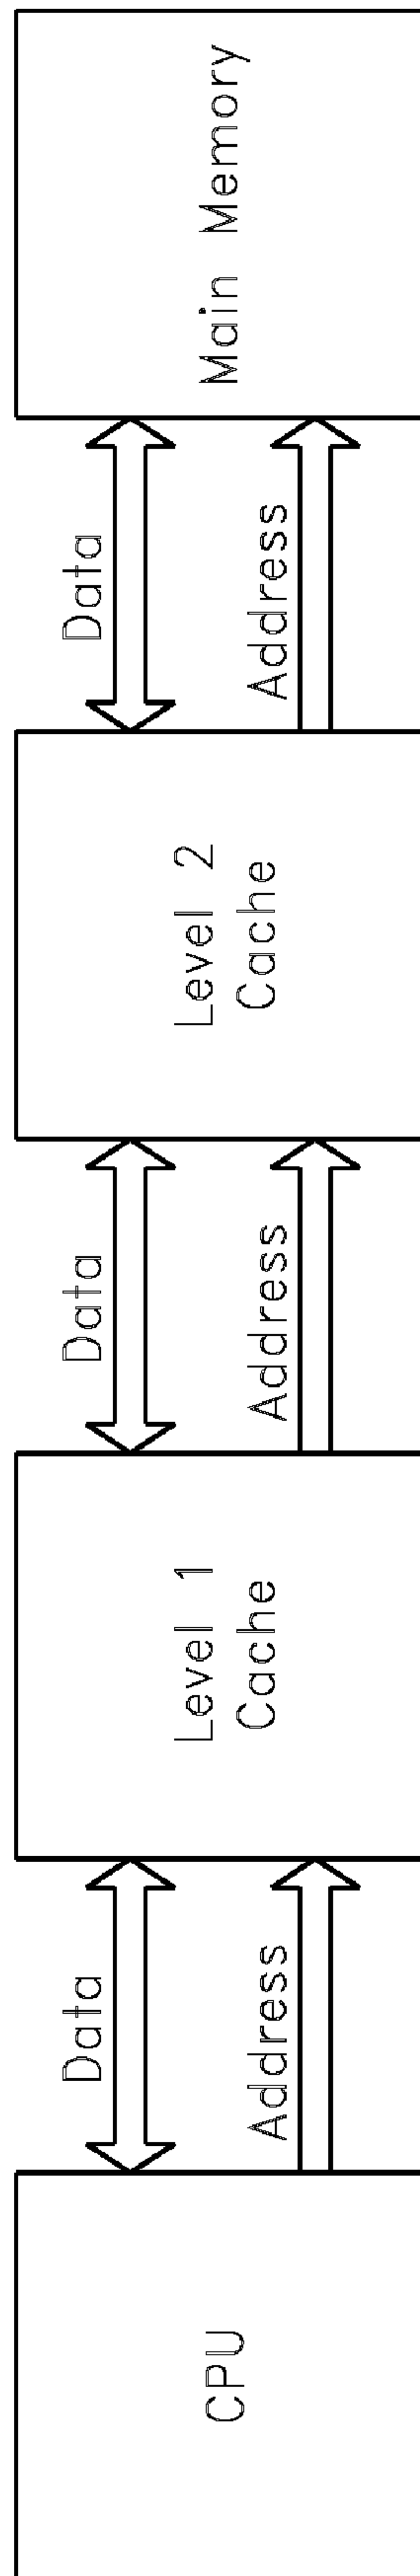 CPU
Data
Address
Level 1
Cache
Data
Address
Level 2
Cache
Data
Address
Main Memory